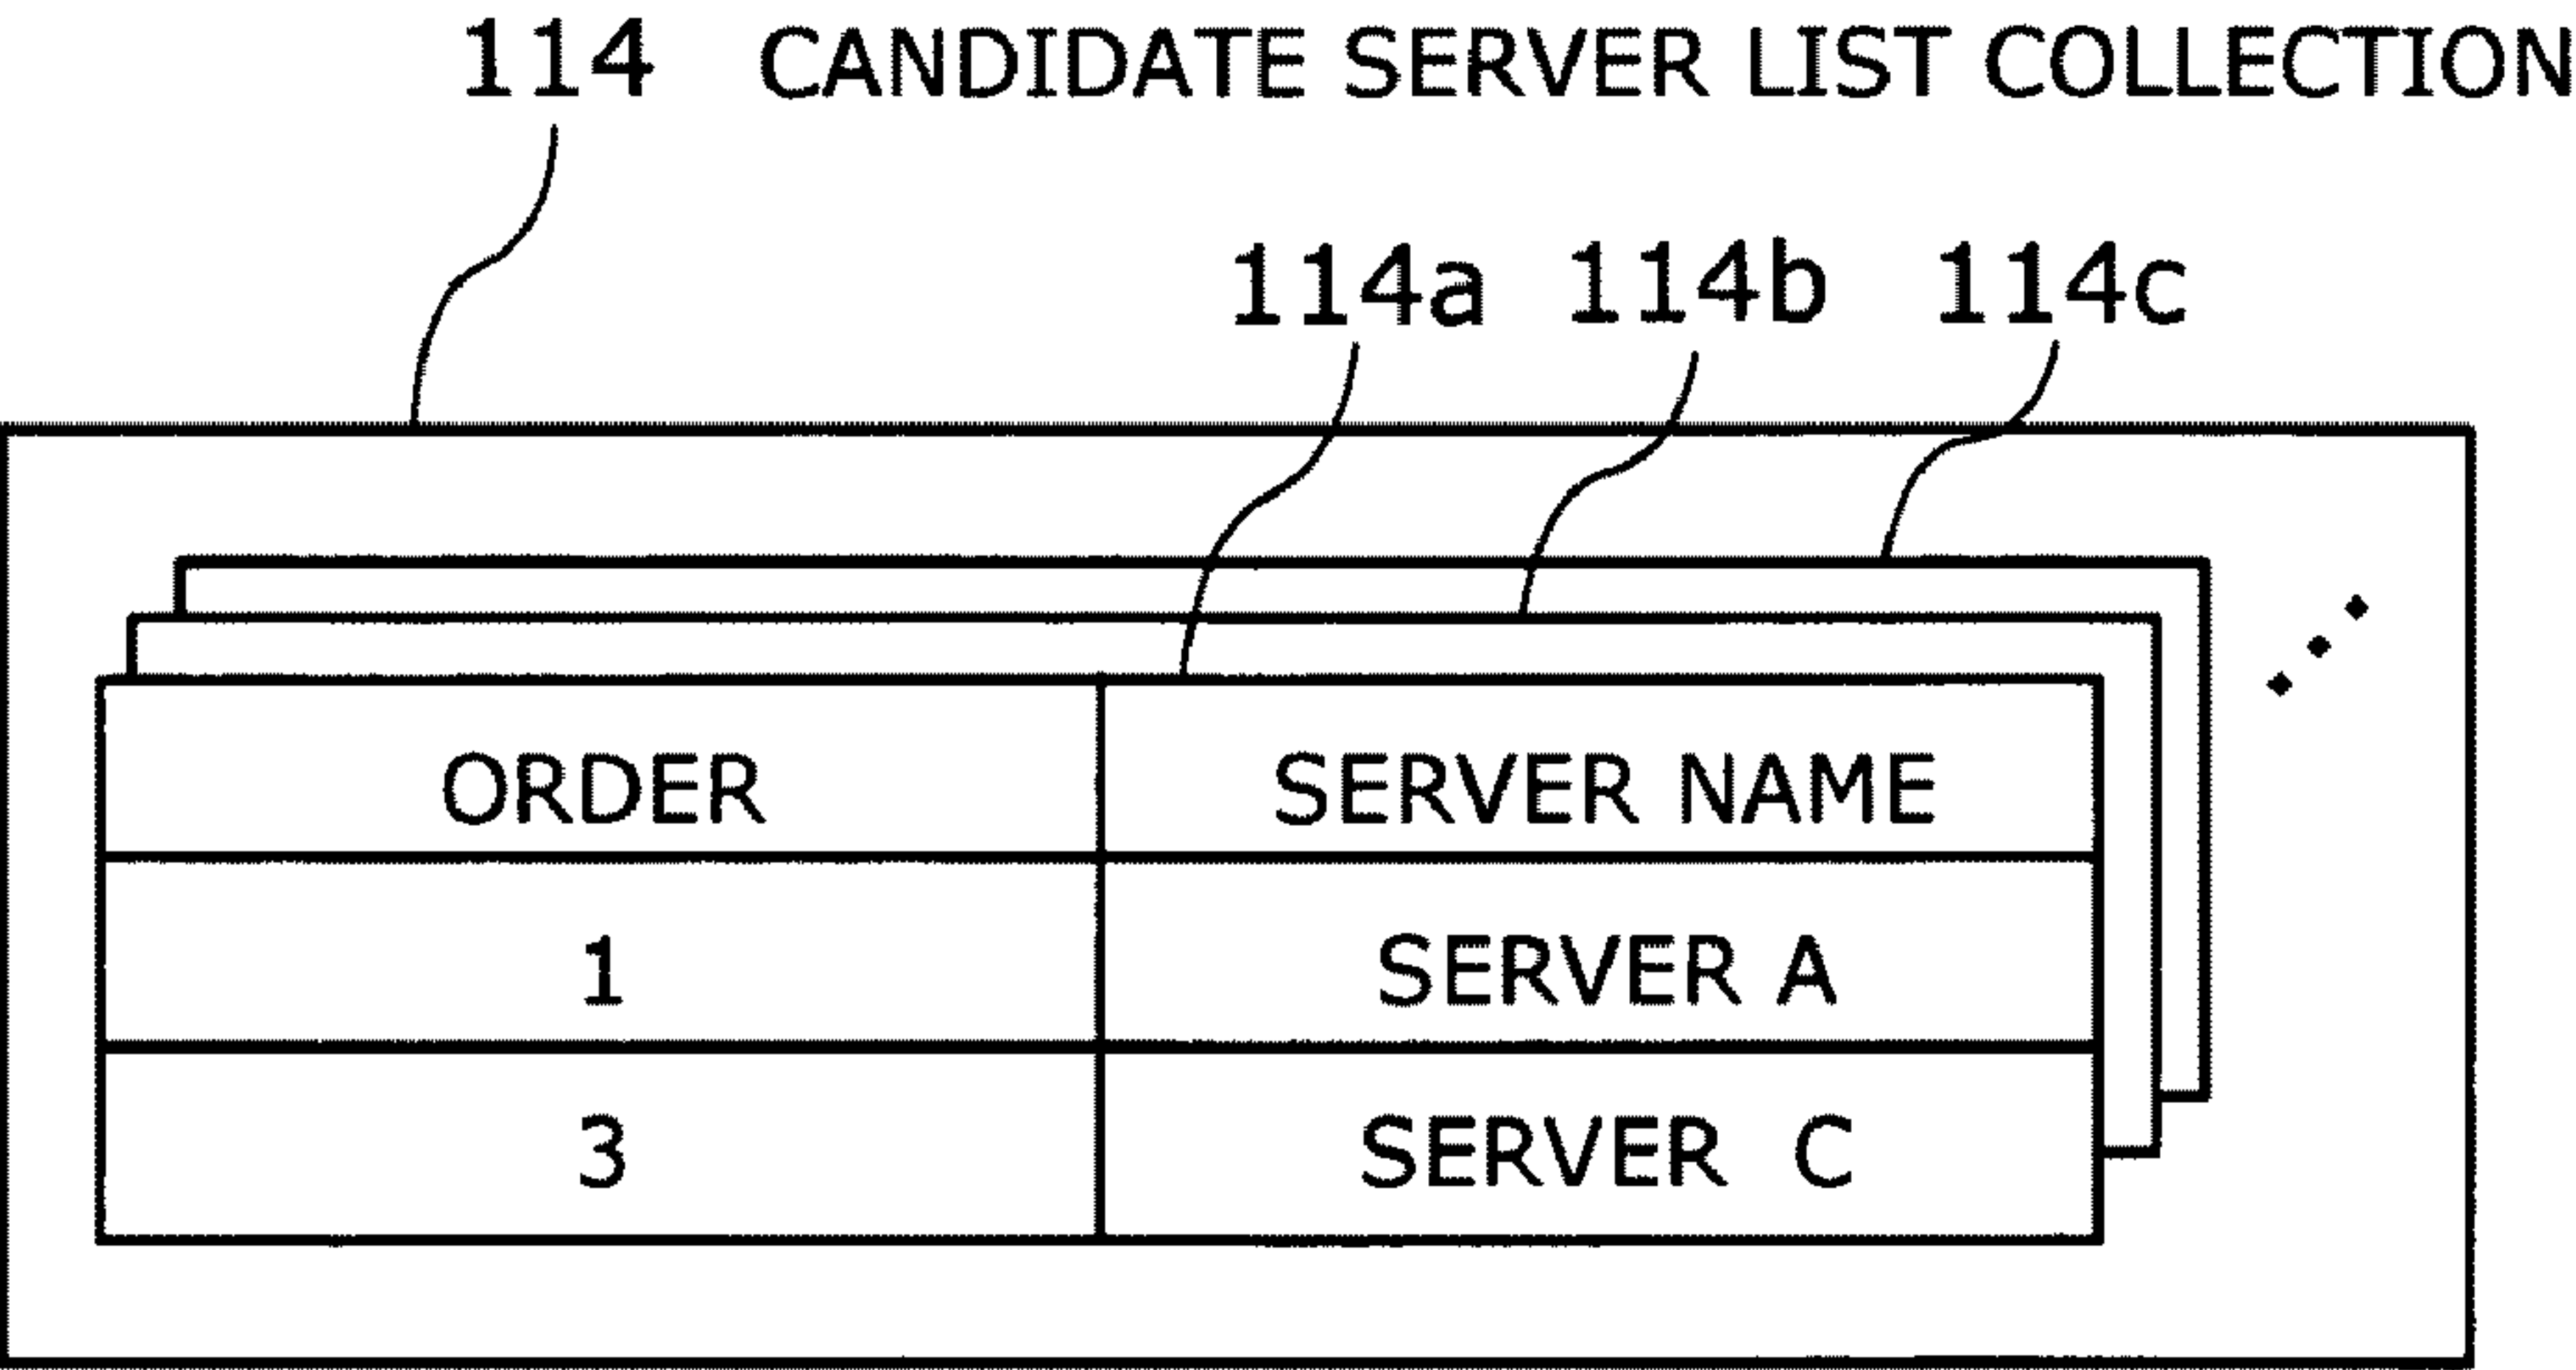 114 CANDIDATE SERVER LIST COLLECTION
114a 114b 114c
ORDER SERVER NAME
1 SERVER A
3 SERVER C